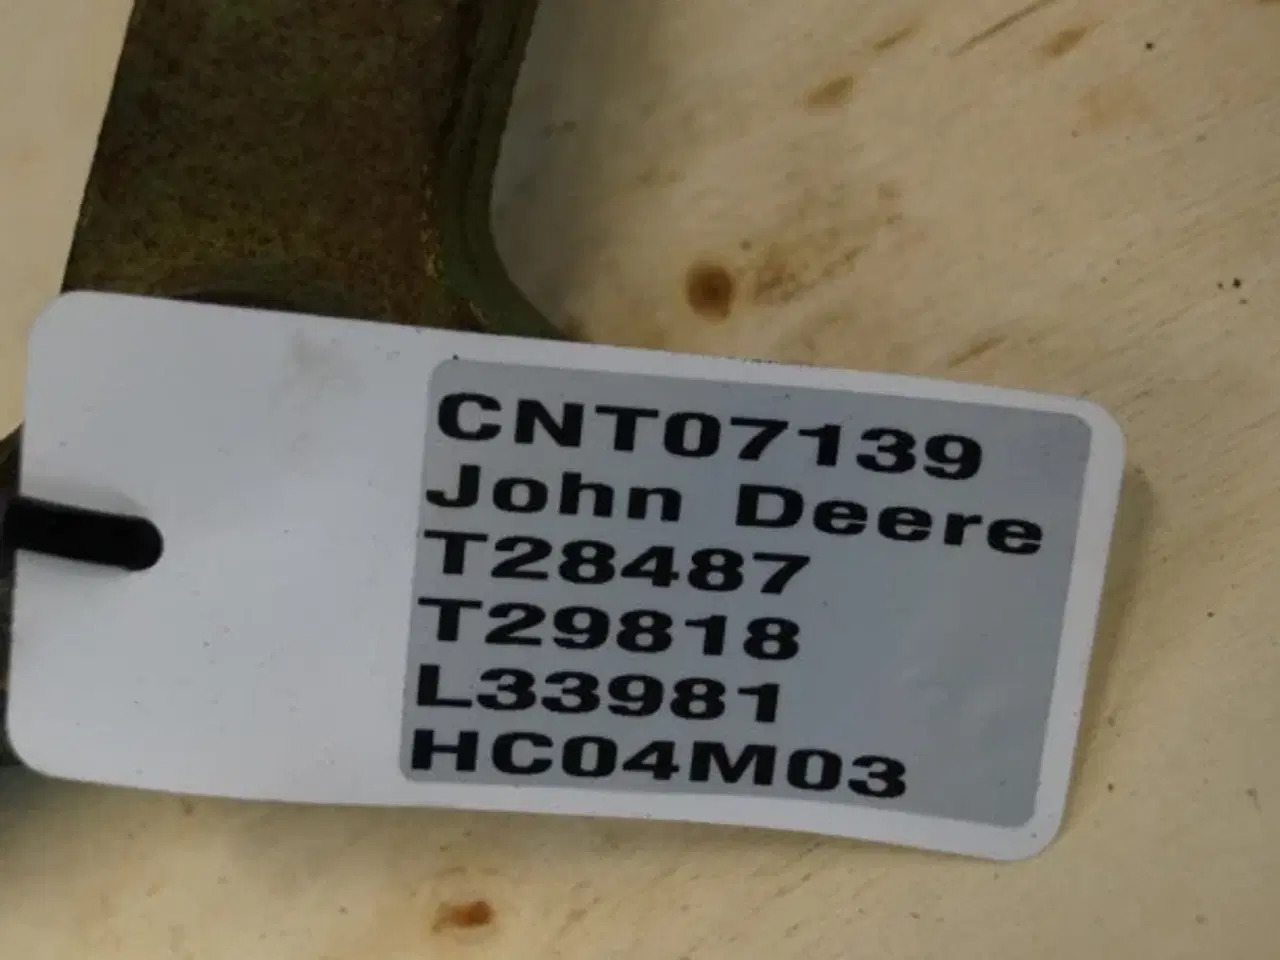 CNT07139
John Deere
T28487
T29818
L33981
HC04M03